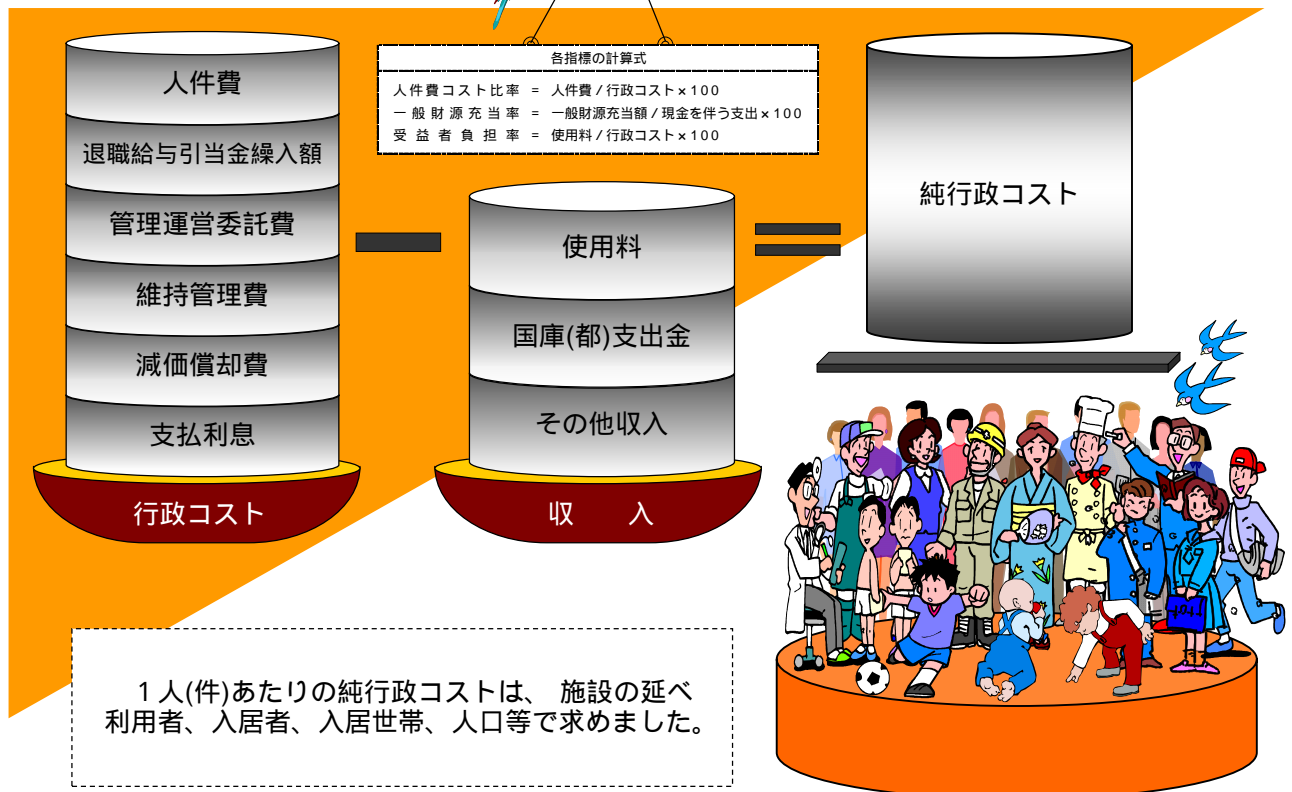 各指標の計算式
人件費コスト比率 = 人件費/行政コスト×100
一般財源充当率 = 一般財源充当額/現金を伴う支出×100
受益者負担率 = 使用料/行政コスト×100
人件費
退職給与引当金繰入額
管理運営委託費
維持管理費
減価償却費
支払利息
行政コスト
使用料
国庫(都)支出金
その他収入
収 入
純行政コスト
1人(件)あたりの純行政コストは、 施設の延べ
利用者、入居者、入居世帯、人口等で求めました。